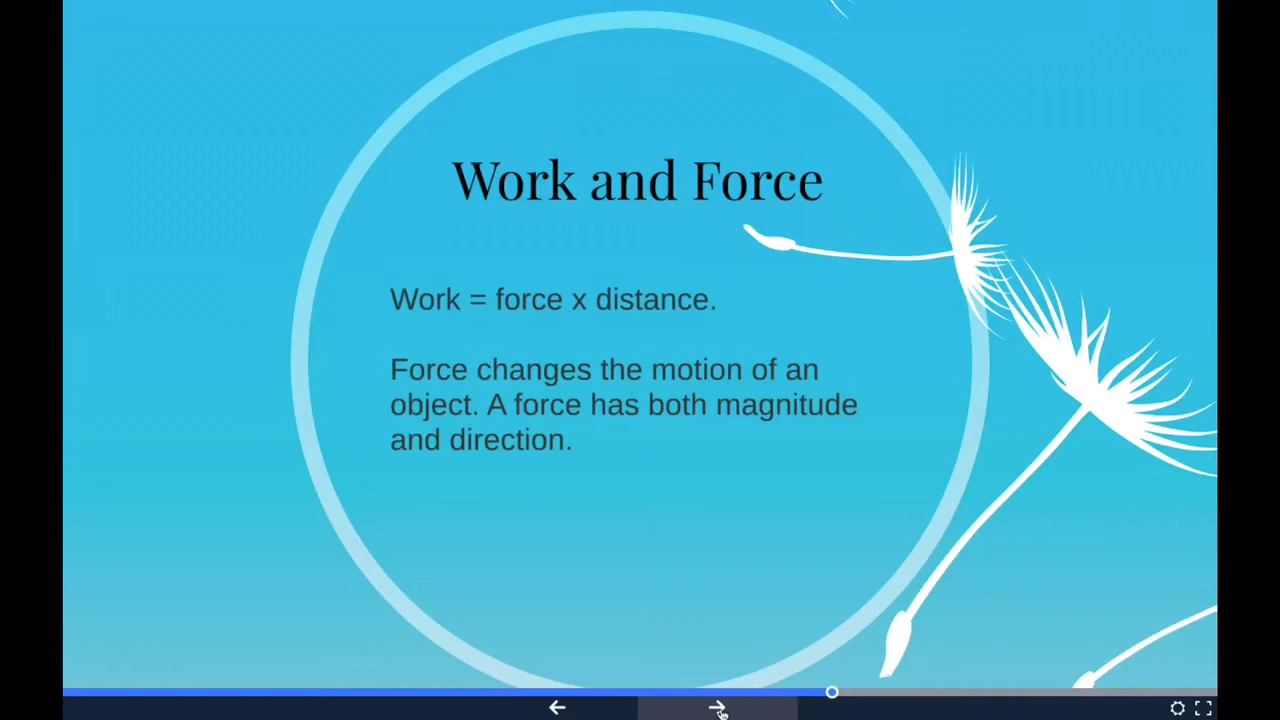 Work and Force
Work = force x distance.
Force changes the motion of an
object. A force has both magnitude
and direction.